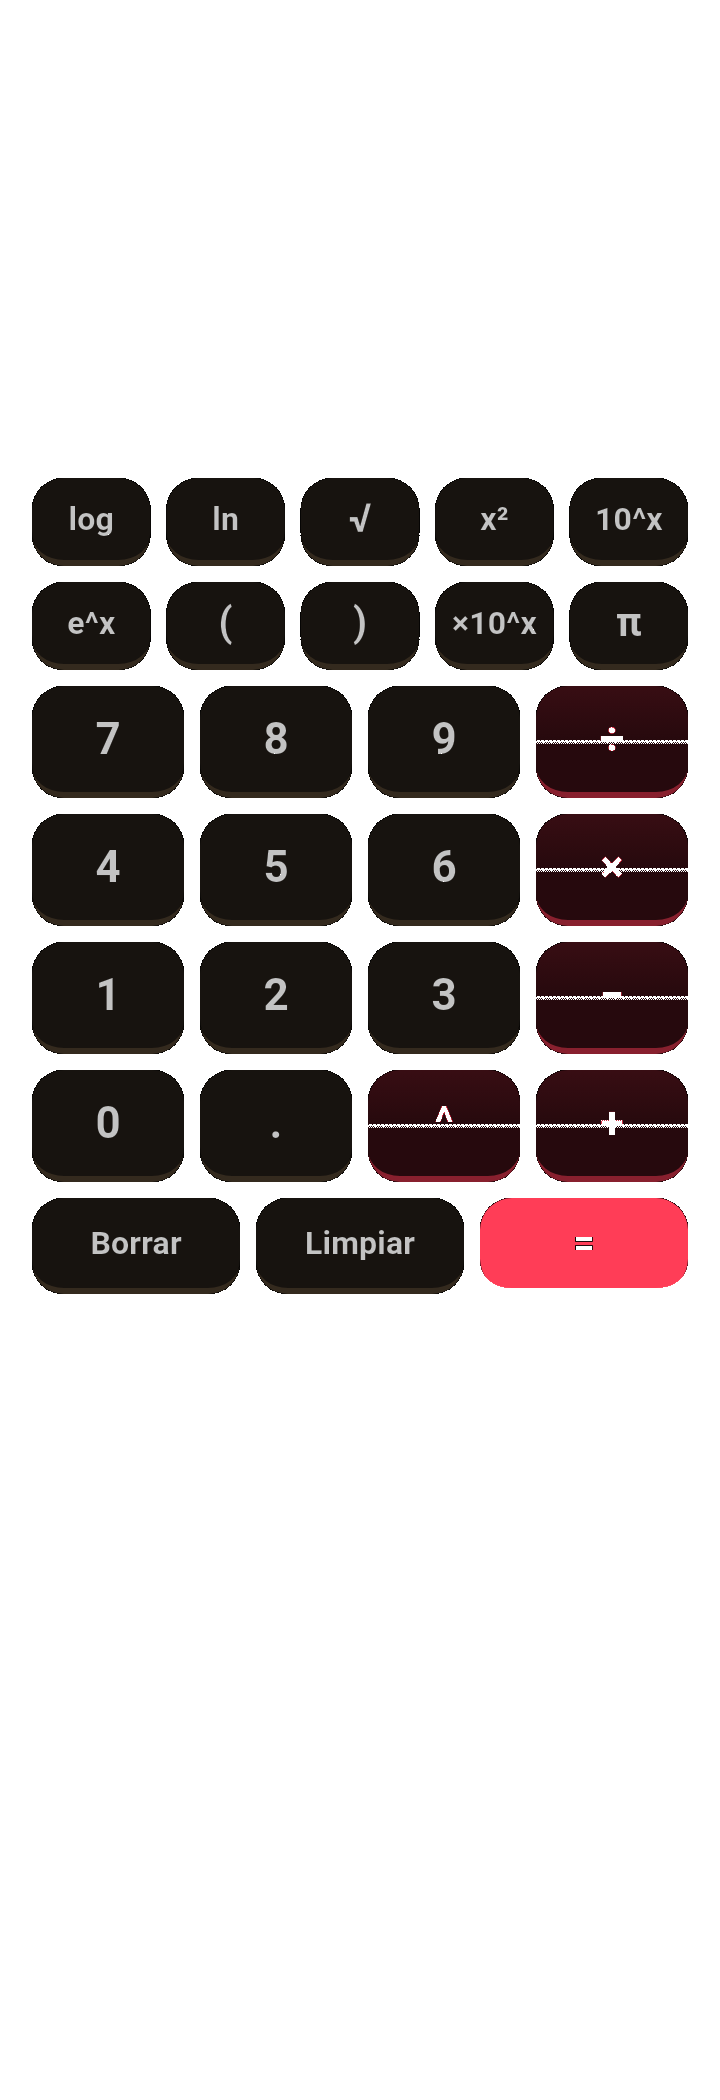 log ln √ x² 10^x
e^x ( ) ×10^x π
7 8 9 ÷
4 5 6 ×
1 2 3 −
0 . ^ +
Borrar Limpiar =